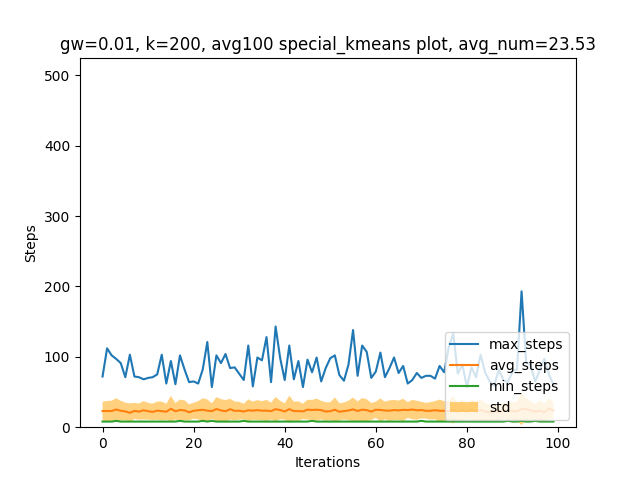 gw=0.01, k=200, avg100 special_kmeans plot, avg_num=23.53
500
400
300
200
100
0
Steps
max_steps
avg_steps
min_steps
std
0 20 40 60 80 100
Iterations